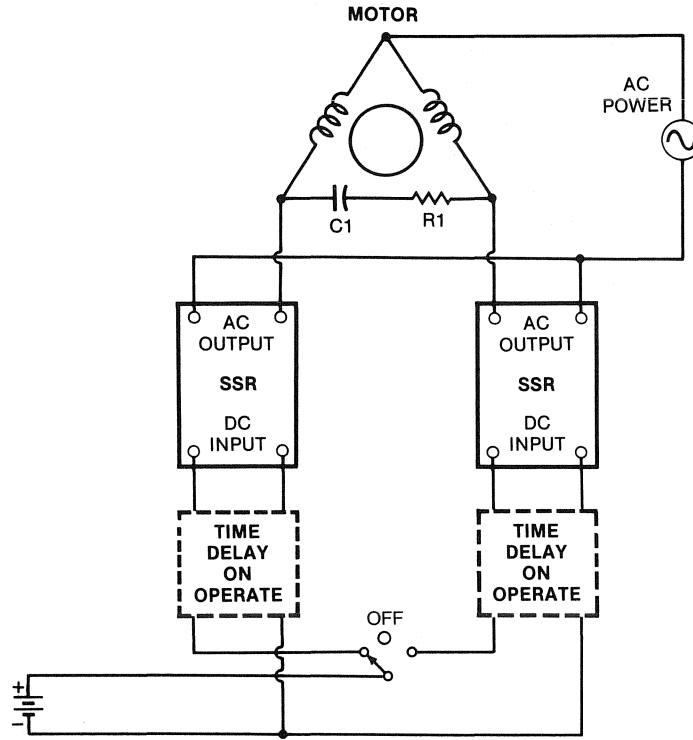 MOTOR
AC
POWER
C1
R1
AC
OUTPUT
SSR
DC
INPUT
AC
OUTPUT
SSR
DC
INPUT
TIME
DELAY
ON
OPERATE
TIME
DELAY
ON
OPERATE
OFF
+
−